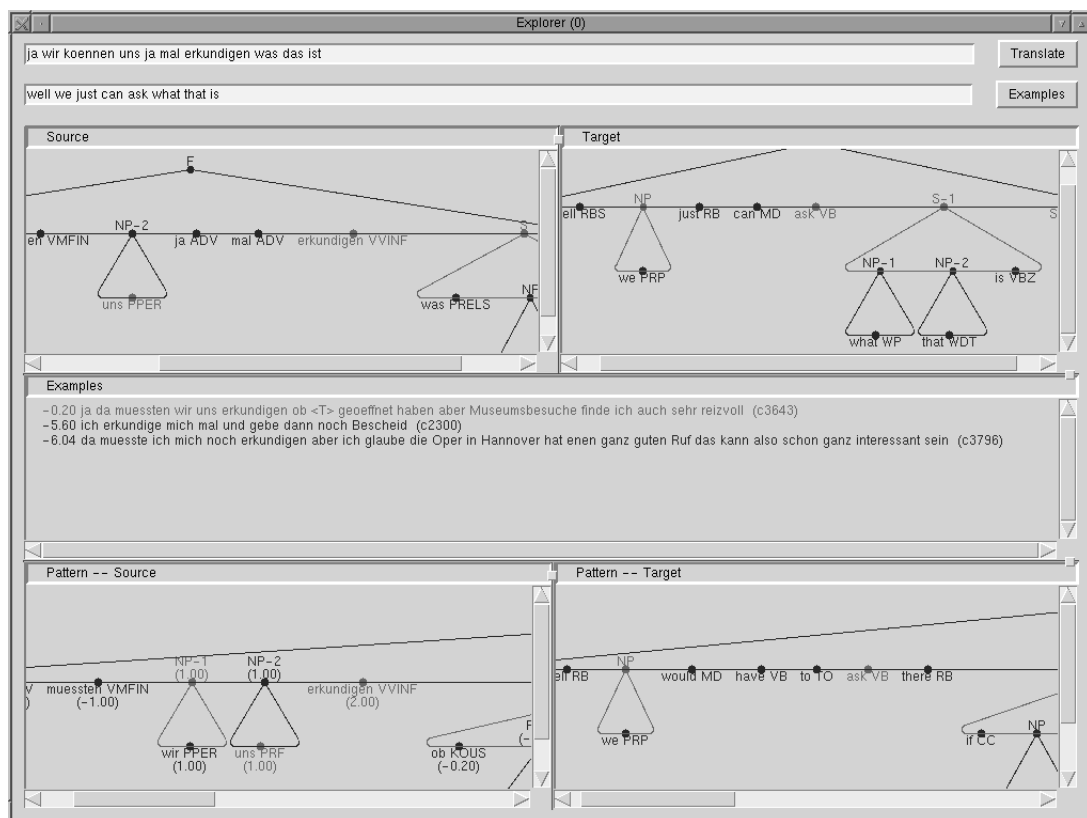 Explorer (0)
ja wir koennen uns ja mal erkundigen was das ist
Translate
well we just can ask what that is
Examples
Source
F
NP-2
en VMFIN
ja ADV
mal ADV
erkundigen VVINF
S
uns PPER
was PRELS
Target
NP
S-1
ell RBS
just RB
can MD
ask VB
S
we PRP
NP-1
NP-2
is VBZ
what WP
that WDT
Examples
-0.20 ja da muessten wir uns erkundigen ob <T> geoeffnet haben aber Museumsbesuche finde ich auch sehr reizvoll (c3643)
-5.60 ich erkundige mich mal und gebe dann noch Bescheid (c2300)
-6.04 da muesste ich mich noch erkundigen aber ich glaube die Oper in Hannover hat enen ganz guten Ruf das kann also schon ganz interessant sein (c3796)
Pattern -- Source
NP-1
(1.00)
NP-2
(1.00)
muessten VMFIN
(-1.00)
erkundigen VVINF
(2.00)
wir PPER
(1.00)
uns PRF
(1.00)
ob KOUS
(-0.20)
Pattern -- Target
NP
ell RB
would MD
have VB
to TO
ask VB
there RB
we PRP
if CC
NP